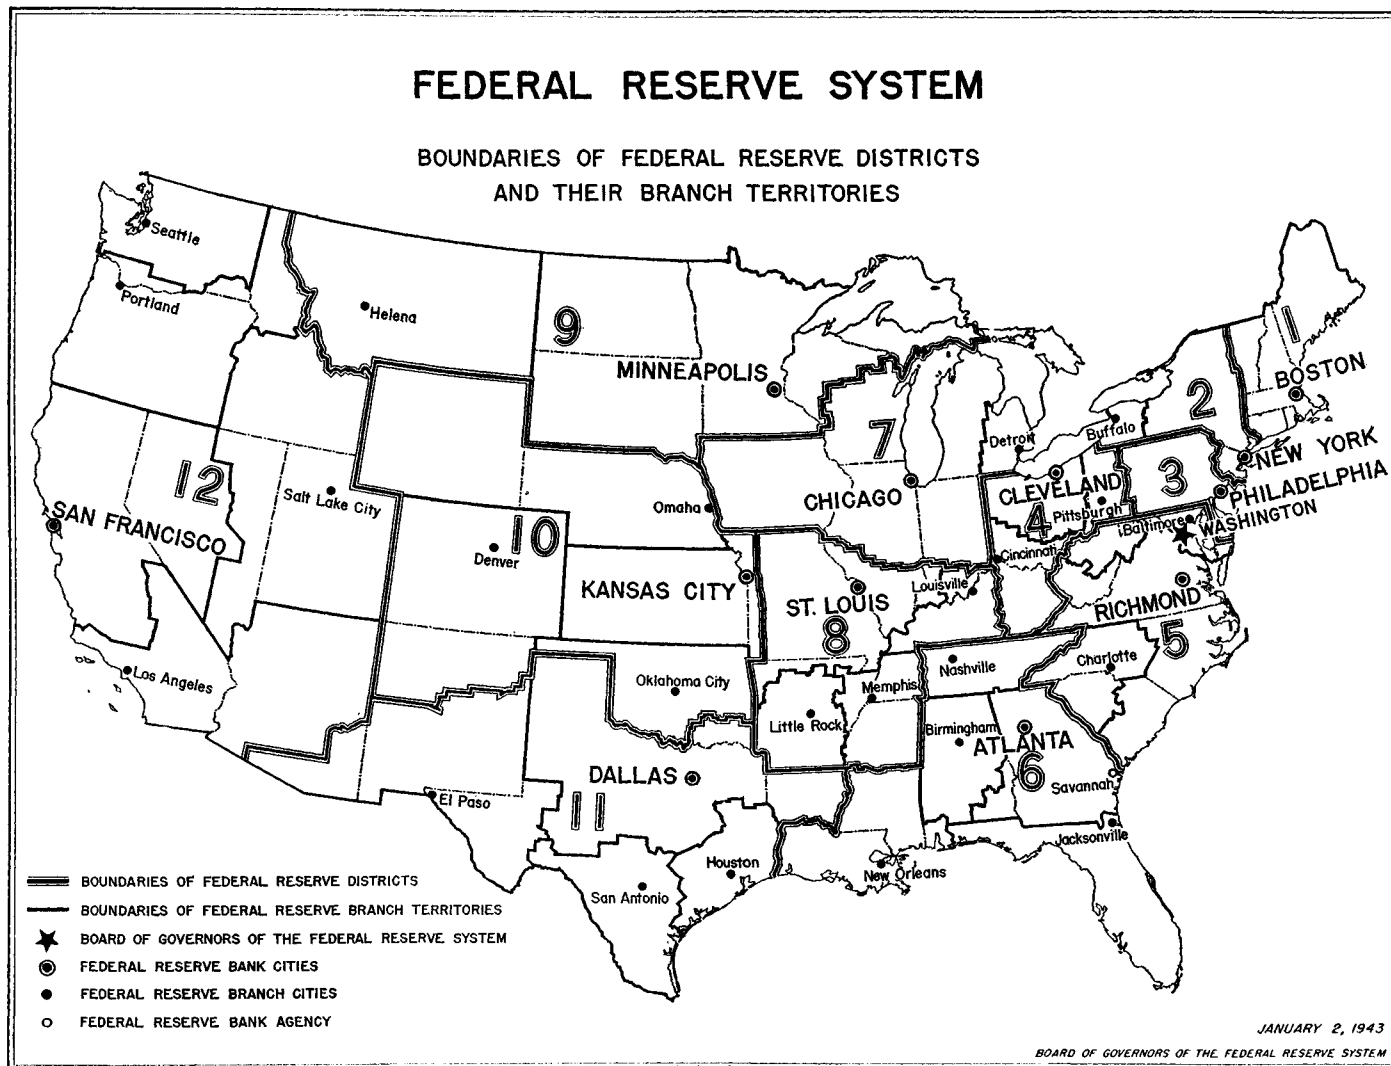 FEDERAL RESERVE SYSTEM
BOUNDARIES OF FEDERAL RESERVE DISTRICTS
AND THEIR BRANCH TERRITORIES
Seattle
Portland
Helena
9
MINNEAPOLIS
1
BOSTON
2
Buffalo
Detroit
7
NEW YORK
3
PHILADELPHIA
CLEVELAND
4
Pittsburgh
CHICAGO
12
Salt Lake City
SAN FRANCISCO
Omaha
10
Denver
Baltimore
WASHINGTON
Cincinnati
KANSAS CITY
ST. LOUIS
8
Louisville
RICHMOND
5
Los Angeles
Oklahoma City
Nashville
Charlotte
Memphis
Little Rock
Birmingham
ATLANTA
6
Savannah
DALLAS
11
El Paso
Jacksonville
Houston
New Orleans
San Antonio
BOUNDARIES OF FEDERAL RESERVE DISTRICTS
BOUNDARIES OF FEDERAL RESERVE BRANCH TERRITORIES
BOARD OF GOVERNORS OF THE FEDERAL RESERVE SYSTEM
FEDERAL RESERVE BANK CITIES
FEDERAL RESERVE BRANCH CITIES
FEDERAL RESERVE BANK AGENCY
JANUARY 2, 1943
BOARD OF GOVERNORS OF THE FEDERAL RESERVE SYSTEM